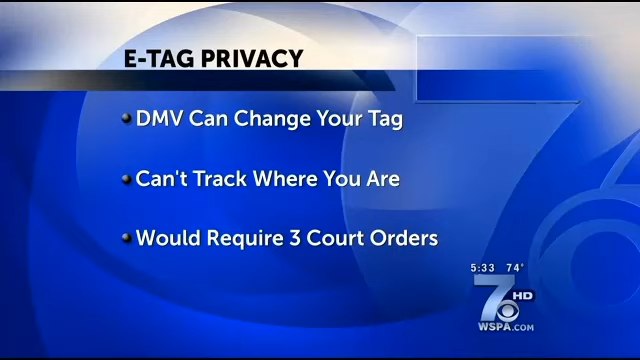 E-TAG PRIVACY
DMV Can Change Your Tag
Can't Track Where You Are
Would Require 3 Court Orders
5:33 74°
7 HD
WSPA.COM